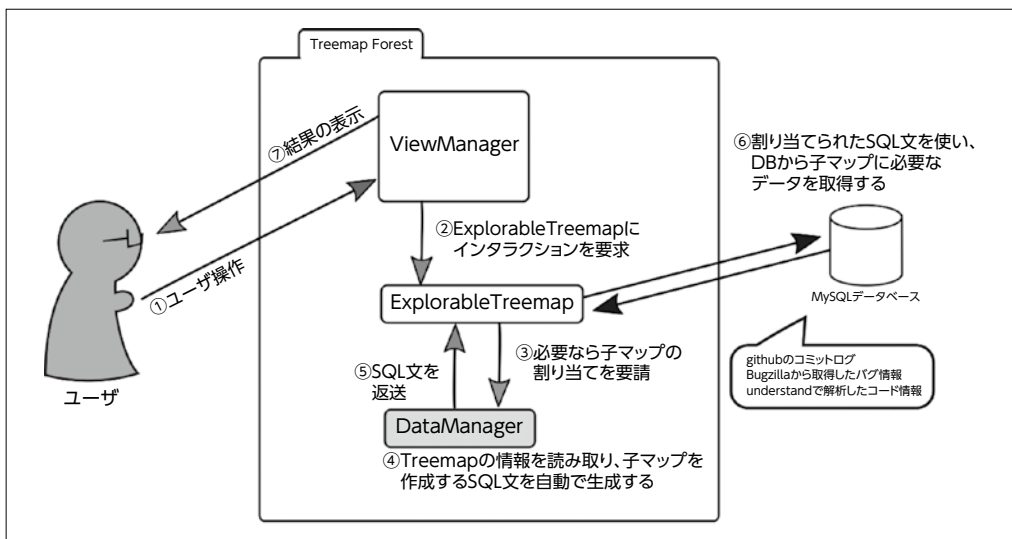 Treemap Forest
ViewManager
⑦結果の表示
①ユーザ操作
②ExplorableTreemapに
インタラクションを要求
⑥割り当てられたSQL文を使い、
DBから子マップに必要な
データを取得する
MySQLデータベース
ExplorableTreemap
③必要なら子マップの
割り当てを要請
⑤SQL文を
返送
githubのコミットログ
Bugzillaから取得したバグ情報
understandで解析したコード情報
ユーザ
DataManager
④Treemapの情報を読み取り、子マップを
作成するSQL文を自動で生成する